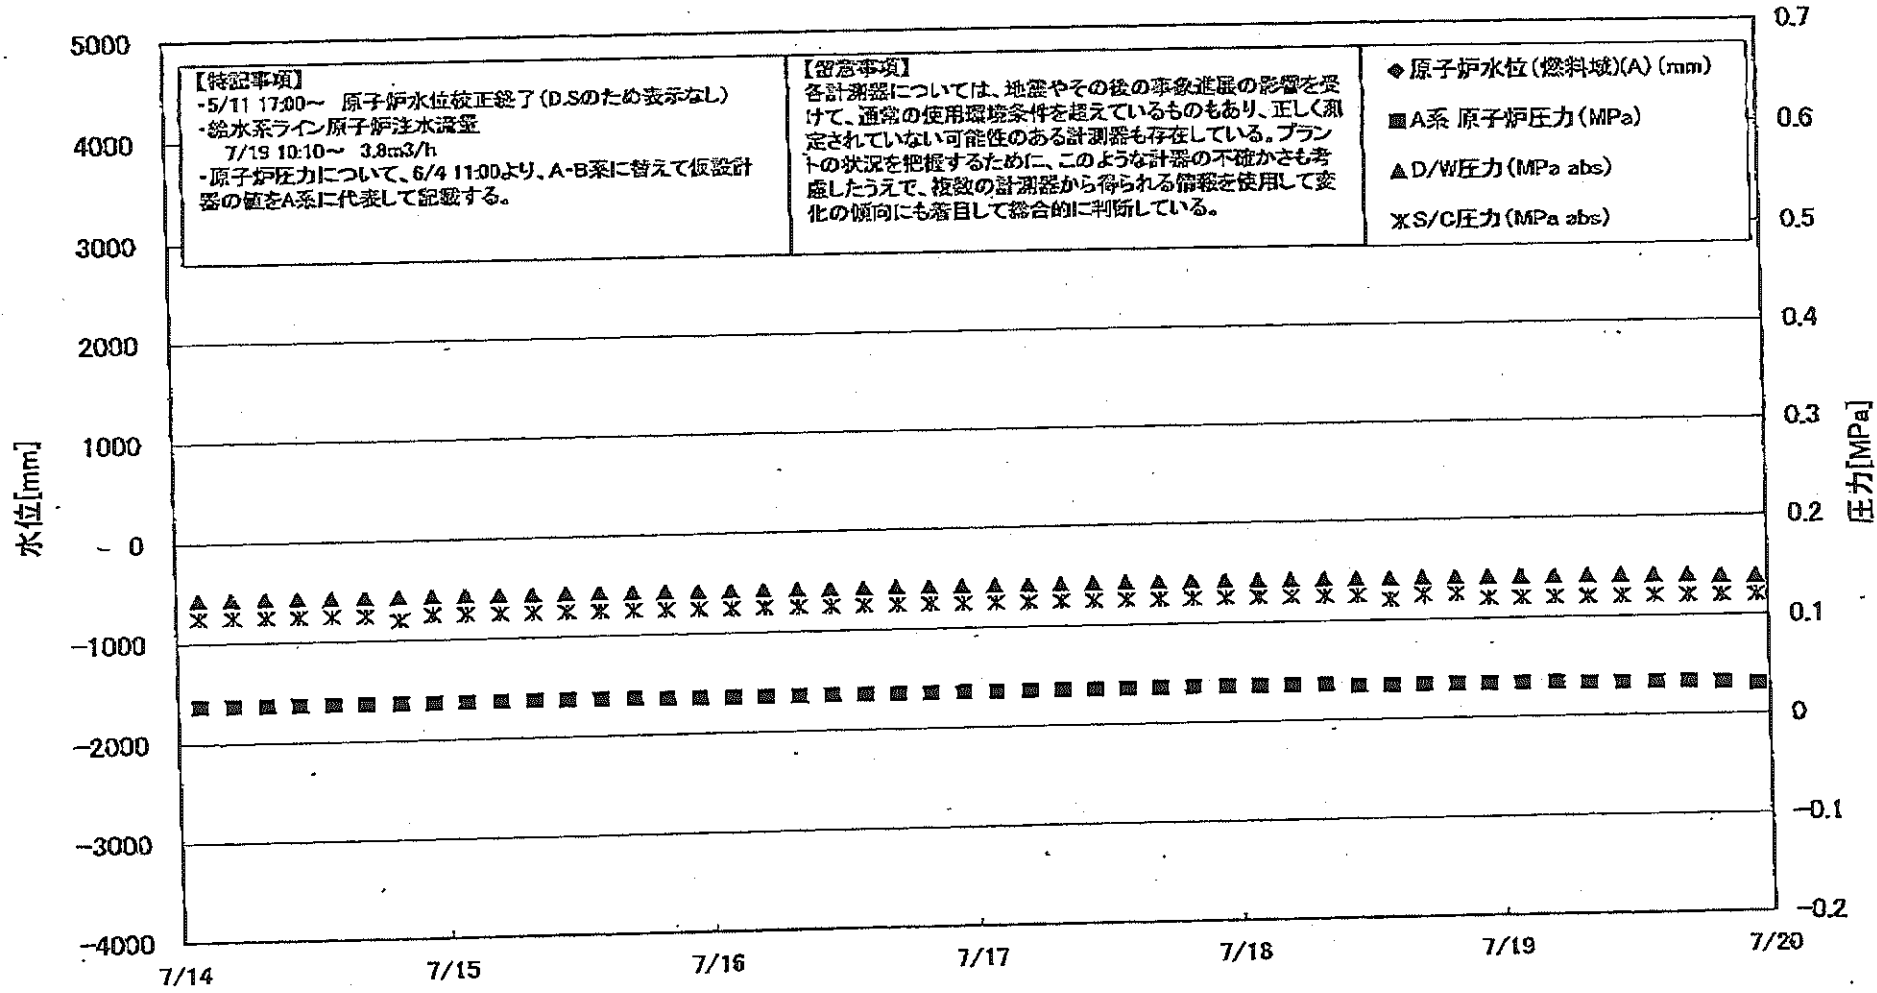 5000
4000
3000
2000
1000
0
-1000
-2000
-3000
-4000
水位[mm]
【特記事項】
・5/11 17:00~ 原子炉水位校正終了(D.Sのため表示なし)
・給水系ライン原子炉注水流量
7/19 10:10~ 3.8m3/h
・原子炉圧力について、6/4 11:00より、A・B系に替えて仮設計
器の値をA系に代表して記載する。
【留意事項】
各計測器については、地震やその後の事象進展の影響を受
けて、通常の使用環境条件を超えているものもあり、正しく測
定されていない可能性のある計測器も存在している。プラン
トの状況を把握するために、このような計器の不確かさも考
慮したうえで、複数の計測器から得られる情報を使用して変
化の傾向にも着目して総合的に判断している。
◆原子炉水位(燃料域)(A)(mm)
■A系 原子炉圧力(MPa)
▲D/W圧力(MPa abs)
S/C圧力(MPa abs)
0.7
0.6
0.5
0.4
0.3
0.2
0.1
0
-0.1
-0.2
圧力[MPa]
7/14
7/15
7/16
7/17
7/18
7/19
7/20